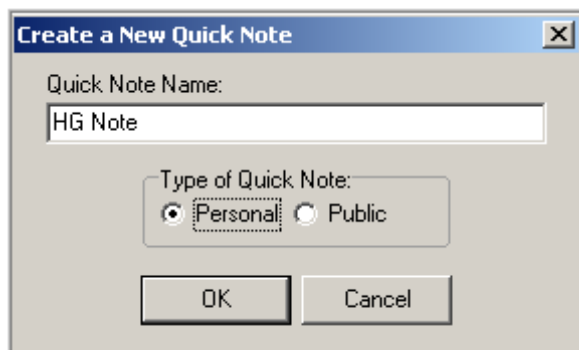 Create a New Quick Note
Quick Note Name:
HG Note
Type of Quick Note:
Personal Public
OK Cancel